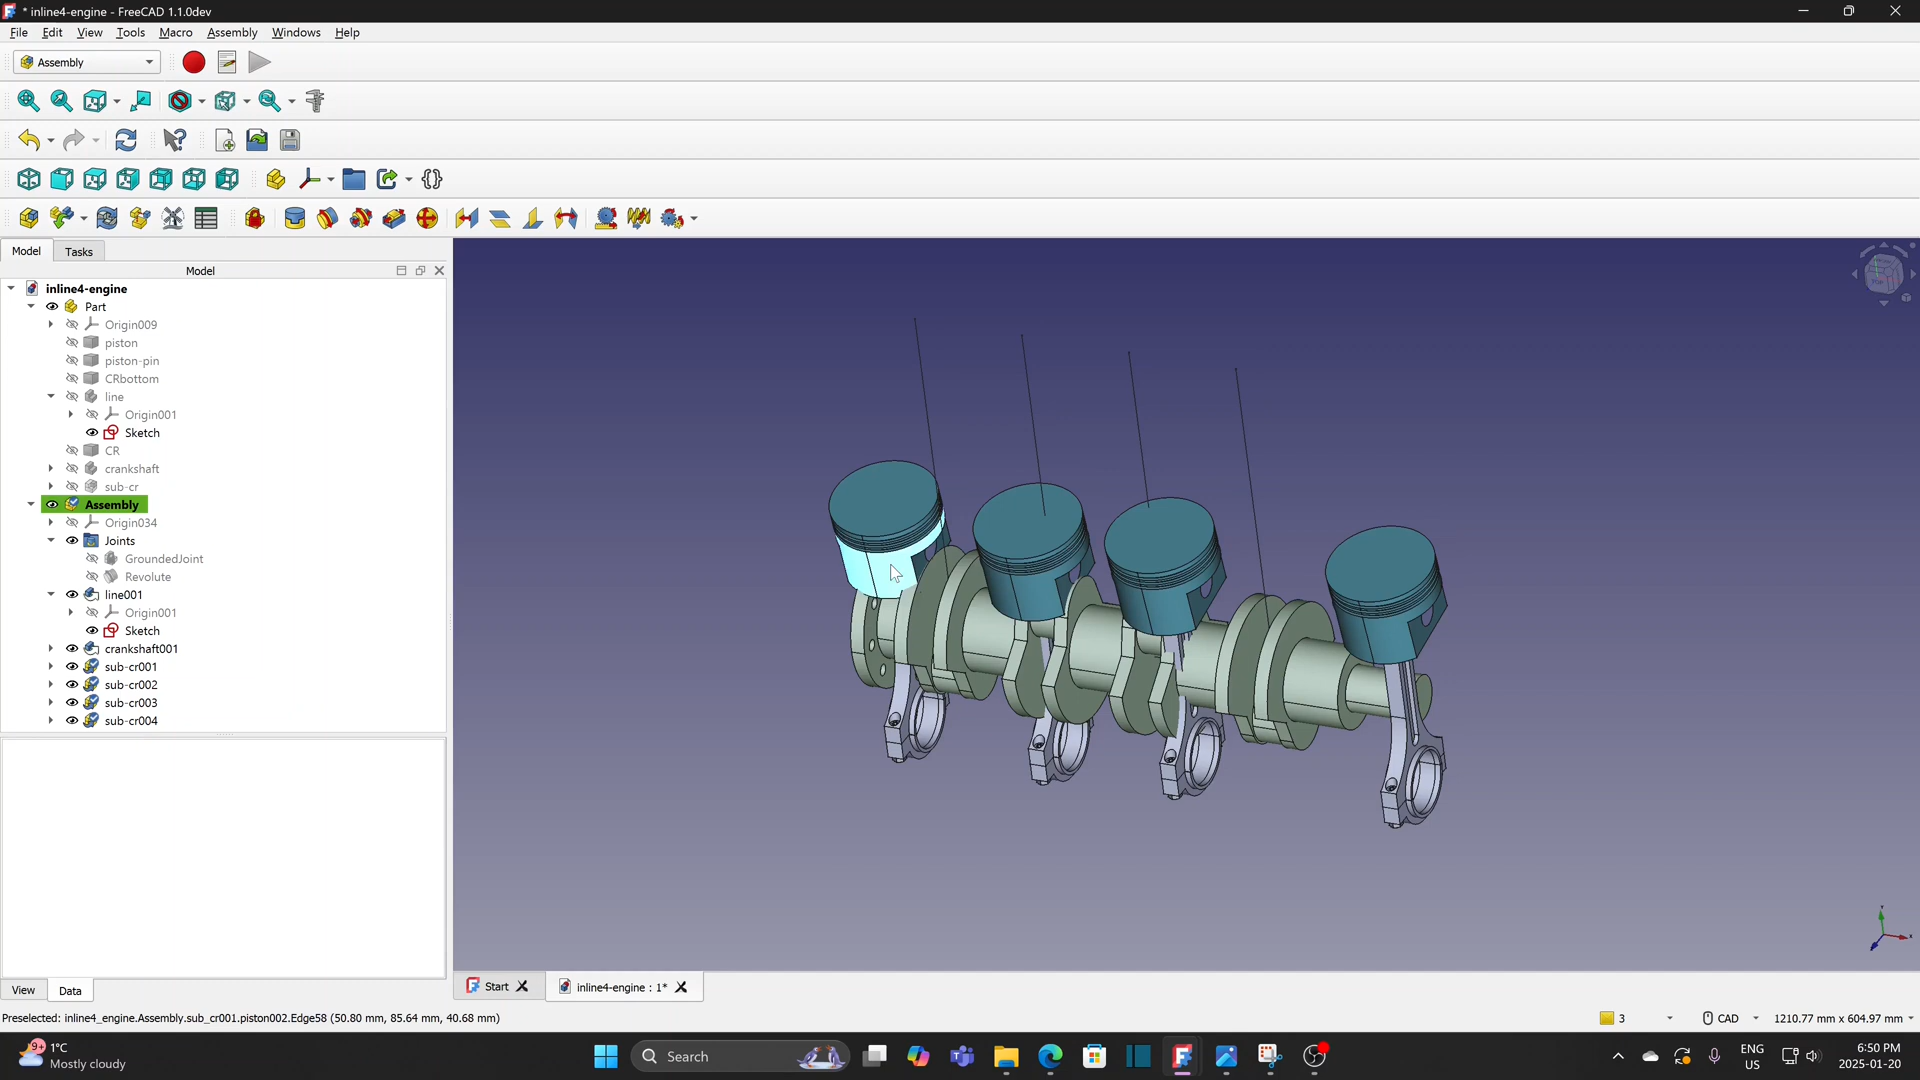 * inline4-engine - FreeCAD 1.1.0dev
File Edit View Tools Macro Assembly Windows Help
Assembly
Model Tasks
Model
inline4-engine
Part
Origin009
piston
piston-pin
CRbottom
line
Origin001
Sketch
CR
crankshaft
sub-cr
Assembly
Origin034
Joints
GroundedJoint
Revolute
line001
Origin001
Sketch
crankshaft001
sub-cr001
sub-cr002
sub-cr003
sub-cr004
View Data
Start
inline4-engine : 1*
Preselected: inline4_engine.Assembly.sub_cr001.piston002.Edge58 (50.80 mm, 85.64 mm, 40.68 mm)
3
CAD
1210.77 mm x 604.97 mm
9+
1°C
Mostly cloudy
Search
ENG
US
6:50 PM
2025-01-20